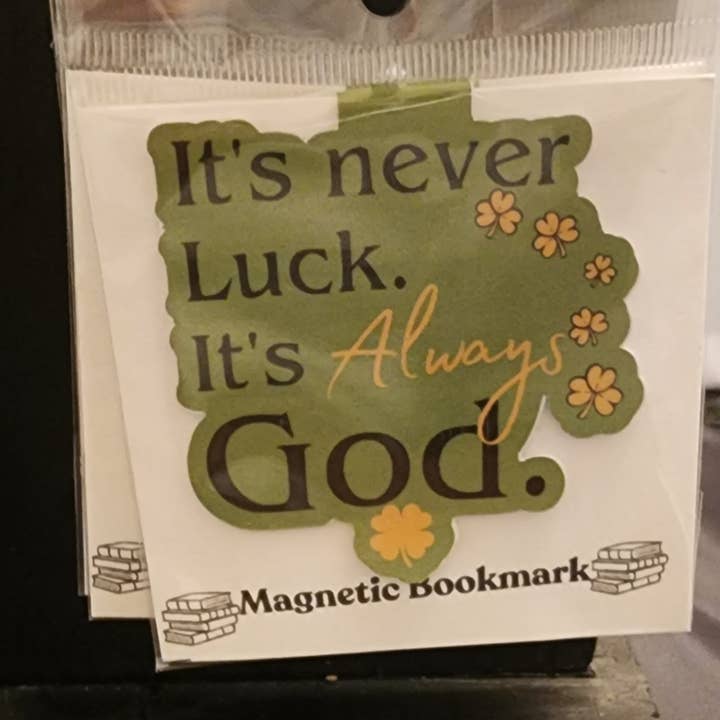 It's never
Luck.
It's Always
God.
Magnetic Bookmark